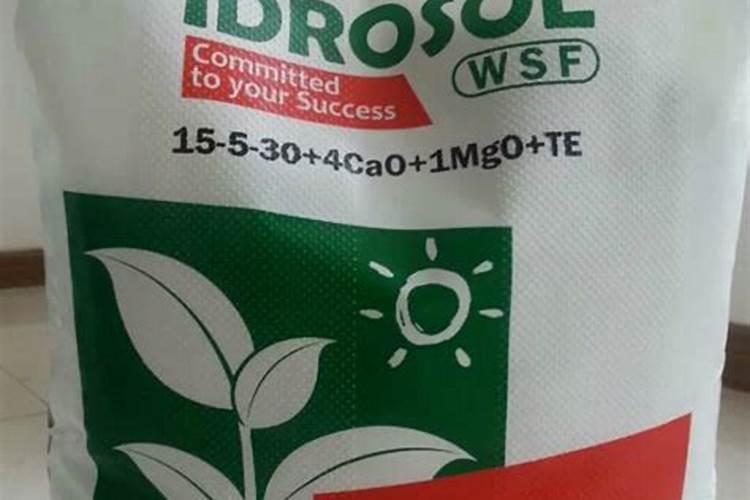 IDROSOL
WSF
Committed
to your Success
15-5-30+4CaO+1MgO+TE